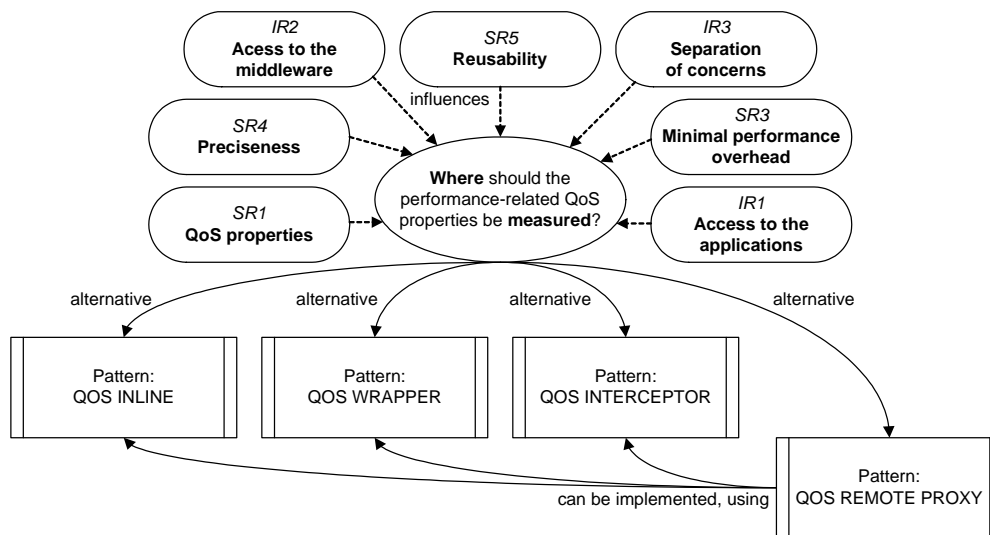 IR2
Acess to the
middleware
SR5
Reusability
IR3
Separation
of concerns
influences
SR4
Preciseness
SR3
Minimal performance
overhead
Where should the
performance-related QoS
properties be measured?
SR1
QoS properties
IR1
Access to the
applications
alternative
alternative
alternative
alternative
Pattern:
QOS INLINE
Pattern:
QOS WRAPPER
Pattern:
QOS INTERCEPTOR
Pattern:
QOS REMOTE PROXY
can be implemented, using